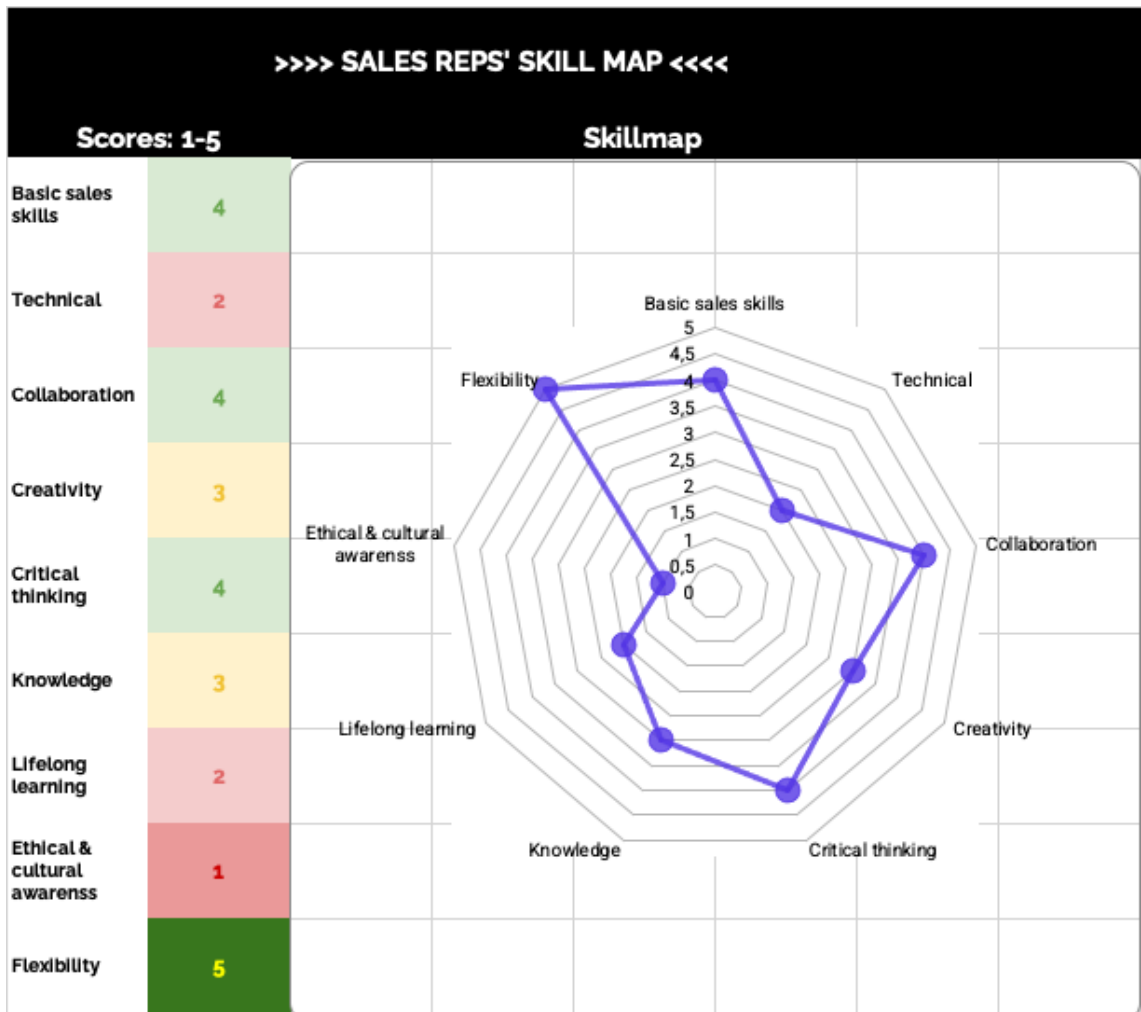 >>>> SALES REPS' SKILL MAP <<<<
Scores: 1-5
Skillmap
Basic sales
skills
4
Technical
2
Collaboration
4
Creativity
3
Critical
thinking
4
Knowledge
3
Lifelong
learning
2
Ethical &
cultural
awarenss
1
Flexibility
5
Basic sales skills
5
4,5
4
3,5
3
2,5
2
1,5
1
0,5
0
Technical
Collaboration
Creativity
Critical thinking
Knowledge
Lifelong learning
Ethical & cultural
awarenss
Flexibility